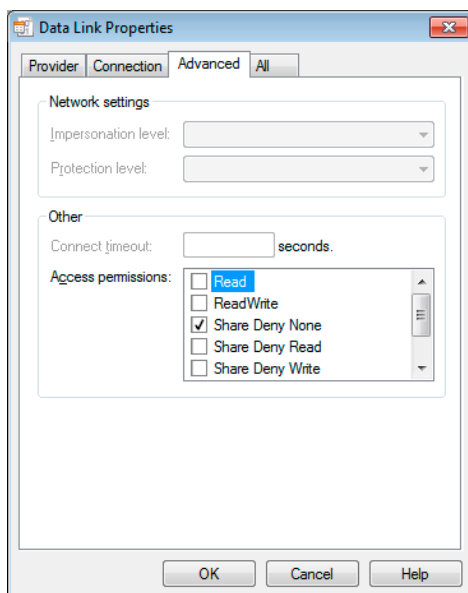 Data Link Properties
Provider Connection Advanced All
Network settings
Impersonation level:
Protection level:
Other
Connect timeout: seconds.
Access permissions: Read
ReadWrite
Share Deny None
Share Deny Read
Share Deny Write
OK Cancel Help